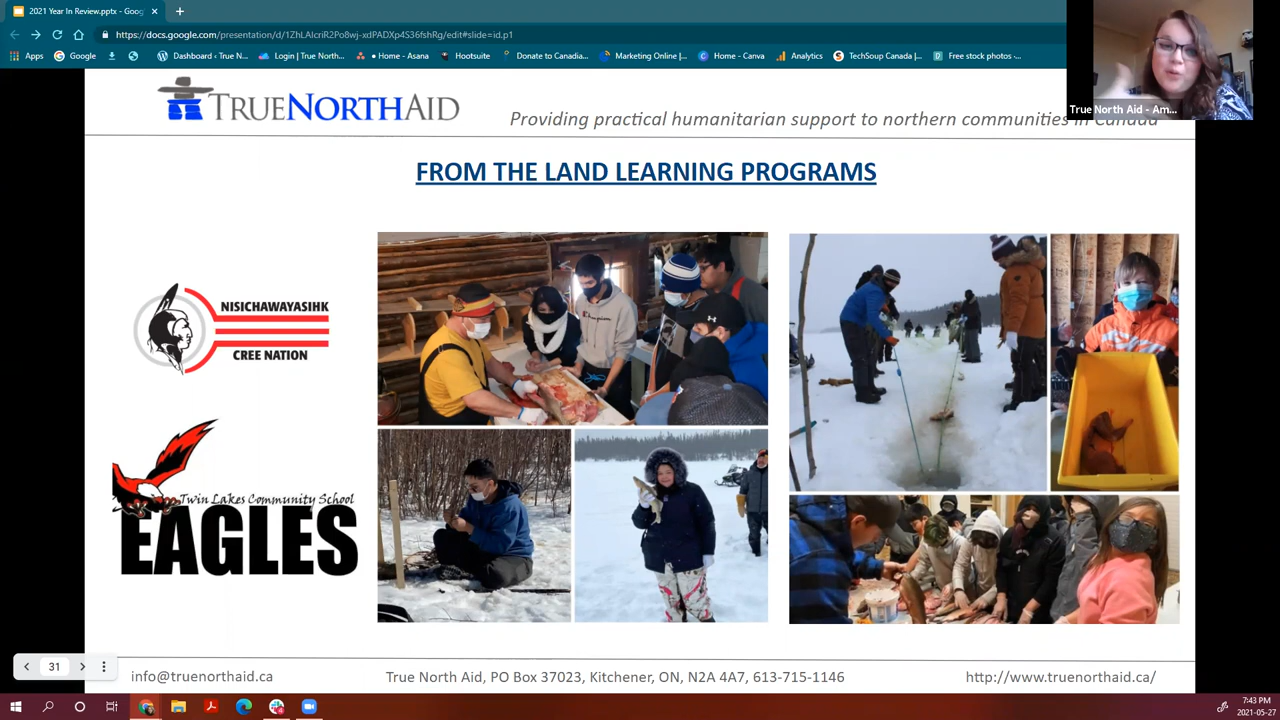 2021 Year In Review.pptx - Goog
https://docs.google.com/presentation/d/1ZhLAlcriR2Po8wj-xdPADXp4S36fshRg/edit#slide=id.p1
Apps Google Dashboard ‹ True N... Login | True North... • Home - Asana Hootsuite Donate to Canadia... Marketing Online |... Home - Canva Analytics TechSoup Canada |... Free stock photos -...
True North Aid - Am...
TRUENORTHAID
Providing practical humanitarian support to northern communities in Canada
FROM THE LAND LEARNING PROGRAMS
NISICHAWAYASIHK
CREE NATION
Twin Lakes Community School
EAGLES
Champion
31
info@truenorthaid.ca True North Aid, PO Box 37023, Kitchener, ON, N2A 4A7, 613-715-1146 http://www.truenorthaid.ca/
7:43 PM
2021-05-27